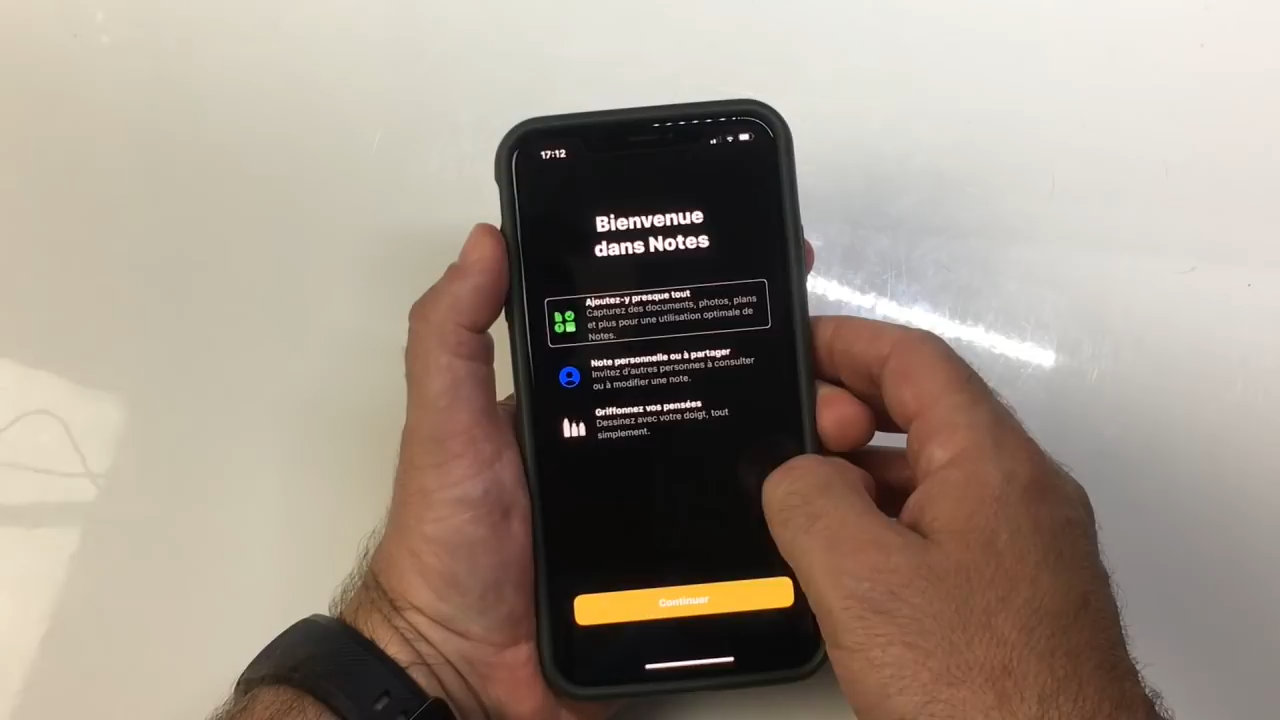 17:12
Bienvenue
dans Notes
Ajoutez-y presque tout
Capturez des documents, photos, plans
et plus pour une utilisation optimale de
Notes.
Note personnelle ou à partager
Invitez d'autres personnes à consulter
ou à modifier une note.
Griffonnez vos pensées
Dessinez avec votre doigt, tout
simplement.
Continuer